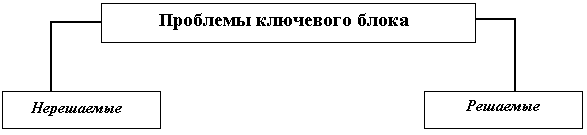 Проблемы ключевого блока
Нерешаемые
Решаемые